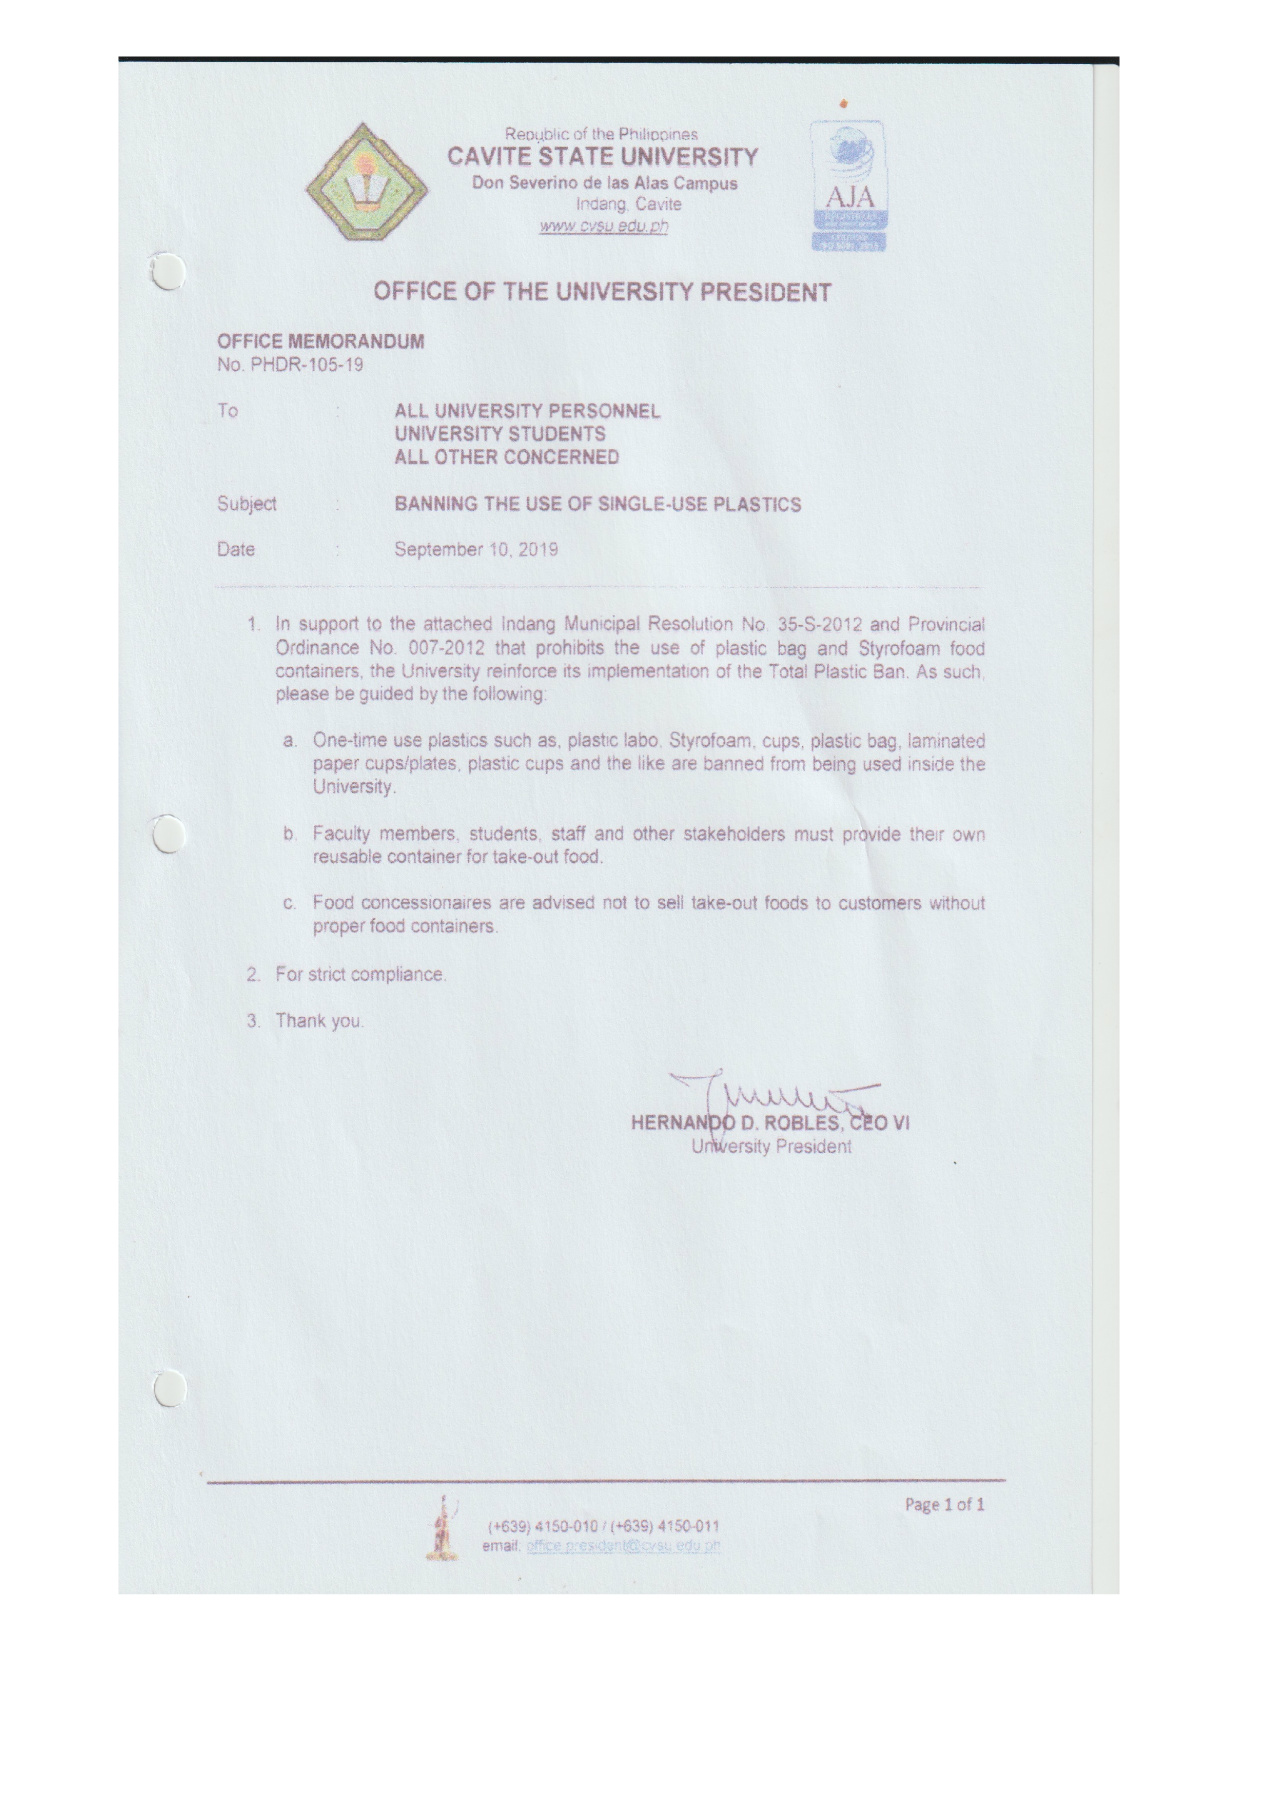 Republic of the Philippines
CAVITE STATE UNIVERSITY
Don Severino de las Alas Campus
Indang, Cavite
www.cvsu.edu.ph
AJA
REGISTRARS
ISO 9001:2015
OFFICE OF THE UNIVERSITY PRESIDENT
OFFICE MEMORANDUM
No. PHDR-105-19
To : ALL UNIVERSITY PERSONNEL
UNIVERSITY STUDENTS
ALL OTHER CONCERNED
Subject : BANNING THE USE OF SINGLE-USE PLASTICS
Date : September 10, 2019
1. In support to the attached Indang Municipal Resolution No. 35-S-2012 and Provincial
Ordinance No. 007-2012 that prohibits the use of plastic bag and Styrofoam food
containers, the University reinforce its implementation of the Total Plastic Ban. As such,
please be guided by the following:
a. One-time use plastics such as, plastic labo, Styrofoam, cups, plastic bag, laminated
paper cups/plates, plastic cups and the like are banned from being used inside the
University.
b. Faculty members, students, staff and other stakeholders must provide their own
reusable container for take-out food.
c. Food concessionaires are advised not to sell take-out foods to customers without
proper food containers.
2. For strict compliance.
3. Thank you.
HERNANDO D. ROBLES, CEO VI
University President
Page 1 of 1
(+639) 4150-010 / (+639) 4150-011
email: office.president@cvsu.edu.ph